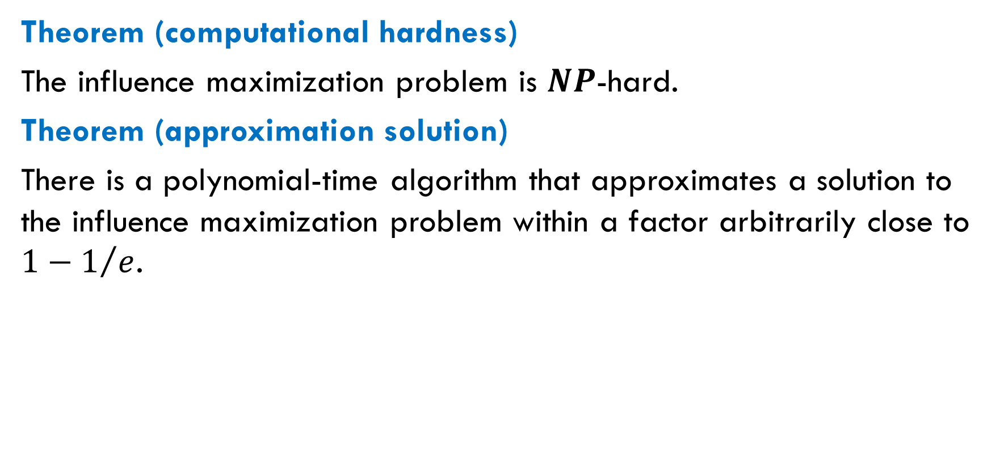 Theorem (computational hardness)
The influence maximization problem is NP-hard.
Theorem (approximation solution)
There is a polynomial-time algorithm that approximates a solution to
the influence maximization problem within a factor arbitrarily close to
1 − 1/e.